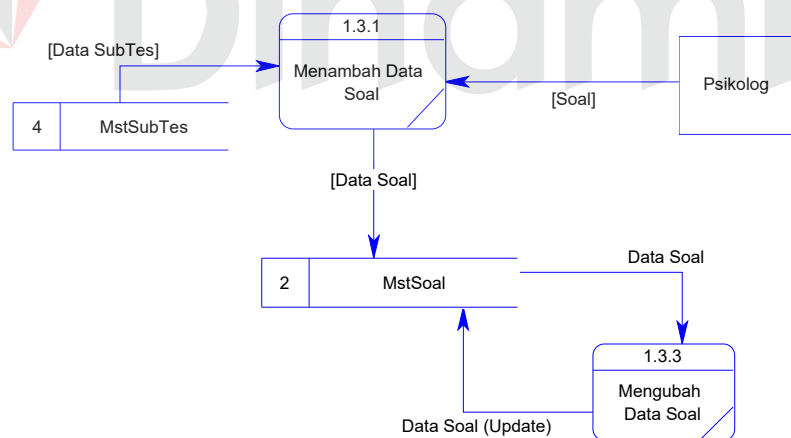 Dinami
1.3.1
[Data SubTes]
Menambah Data
Soal
Psikolog
[Soal]
4 MstSubTes
[Data Soal]
Data Soal
2 MstSoal
1.3.3
Mengubah
Data Soal
Data Soal (Update)